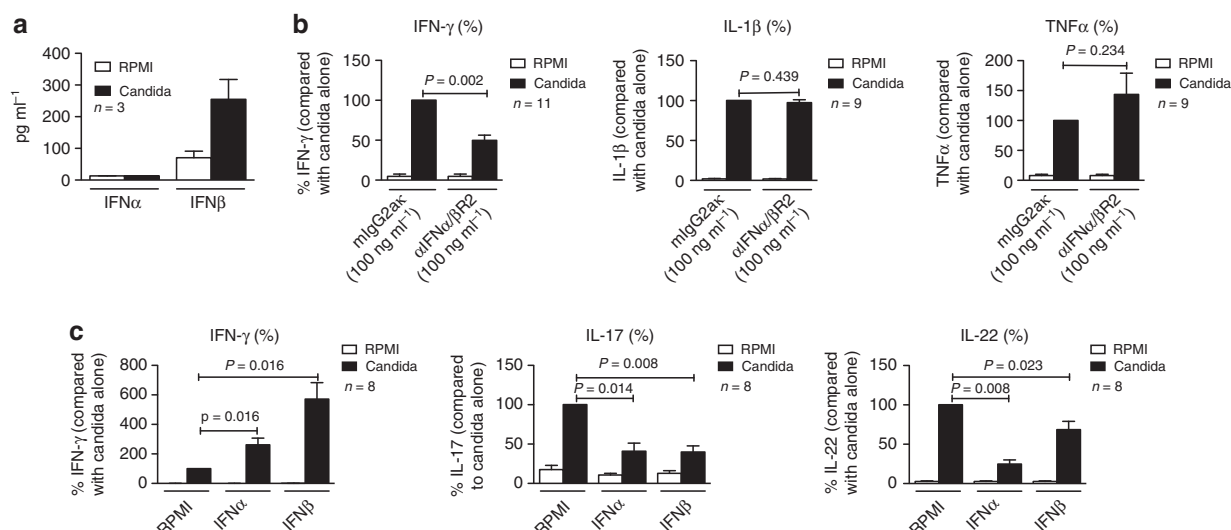 a
400
300
200
100
0
pg ml⁻¹
RPMI
Candida
n = 3
IFNα
IFNβ
b
IFN-γ (%)
150
100
50
0
% IFN-γ (compared
with candida alone)
P = 0.002
RPMI
Candida
n = 11
mIgG2aκ
(100 ng ml⁻¹)
αIFNα/βR2
(100 ng ml⁻¹)
IL-1β (%)
150
100
50
0
IL-1β (compared
with candida alone)
P = 0.439
RPMI
Candida
n = 9
mIgG2aκ
(100 ng ml⁻¹)
αIFNα/βR2
(100 ng ml⁻¹)
TNFα (%)
200
150
100
50
0
TNFα (compared
with candida alone)
P = 0.234
RPMI
Candida
n = 9
mIgG2aκ
(100 ng ml⁻¹)
αIFNα/βR2
(100 ng ml⁻¹)
c
IFN-γ (%)
800
600
400
200
0
% IFN-γ (compared
with candida alone)
P = 0.016
p = 0.016
RPMI
Candida
n = 8
RPMI
IFNα
IFNβ
IL-17 (%)
150
100
50
0
% IL-17 (compared
to candida alone)
P = 0.008
P = 0.014
RPMI
Candida
n = 8
RPMI
IFNα
IFNβ
IL-22 (%)
150
100
50
0
% IL-22 (compared
with candida alone)
P = 0.023
P = 0.008
RPMI
Candida
n = 8
RPMI
IFNα
IFNβ